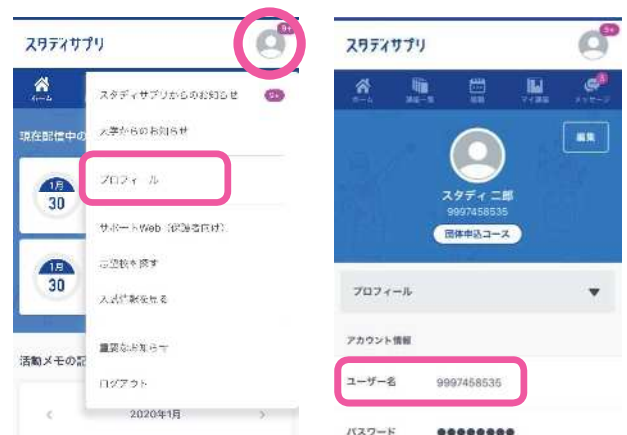 スタディサプリ
9+
ホーム
スタディサプリからのお知らせ
9+
大学からのお知らせ
現在配信中の
プロフィール
1月
30
サポートWeb（保護者向け）
志望校を探す
1月
30
入試情報を見る
重要なお知らせ
活動メモの記
ログアウト
2020年1月
スタディサプリ
9+
ホーム
講座一覧
マイ講座
メッセージ
編集
スタディ 二郎
9997458535
団体申込コース
プロフィール
アカウント情報
ユーザー名 9997458535
パスワード ●●●●●●●●